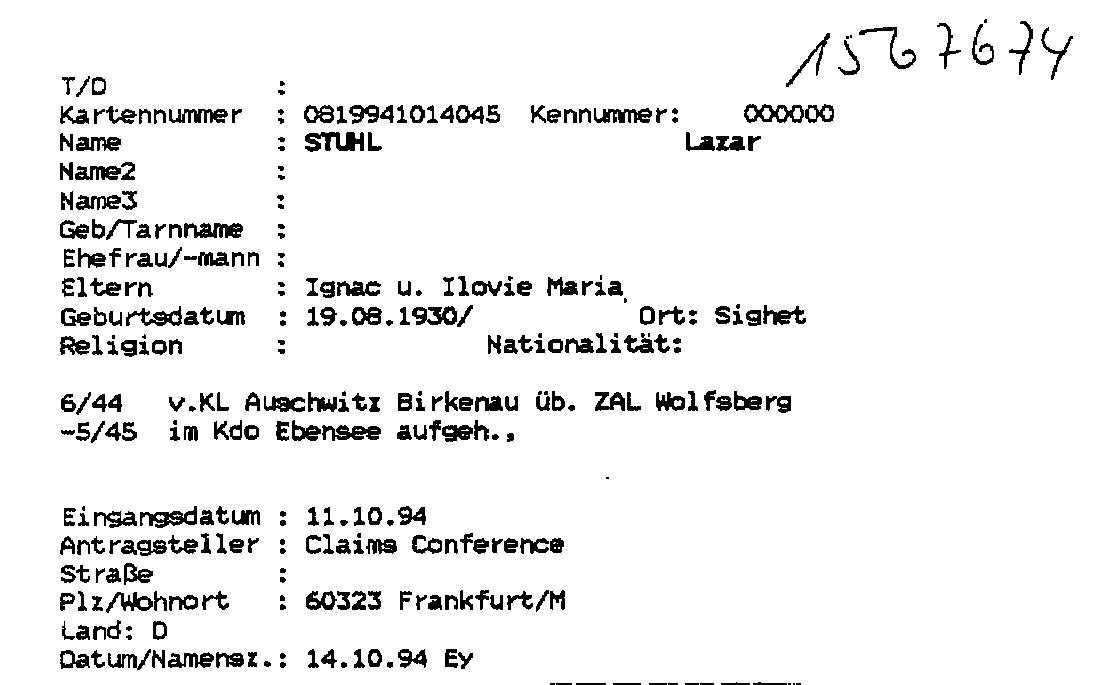 1567674
T/D :
Kartennummer : 0819941014045 Kennummer: 000000
Name : STUHL Lazar
Name2 :
Name3 :
Geb/Tarnname :
Ehefrau/-mann :
Eltern : Ignac u. Ilovie Maria
Geburtsdatum : 19.08.1930/ Ort: Sighet
Religion : Nationalität:
6/44 v.KL Auschwitz Birkenau üb. ZAL Wolfsberg
-5/45 im Kdo Ebensee aufgeh.,
Eingangsdatum : 11.10.94
Antragsteller : Claims Conference
Straße :
Plz/Wohnort : 60323 Frankfurt/M
Land: D
Datum/Namensz.: 14.10.94 Ey